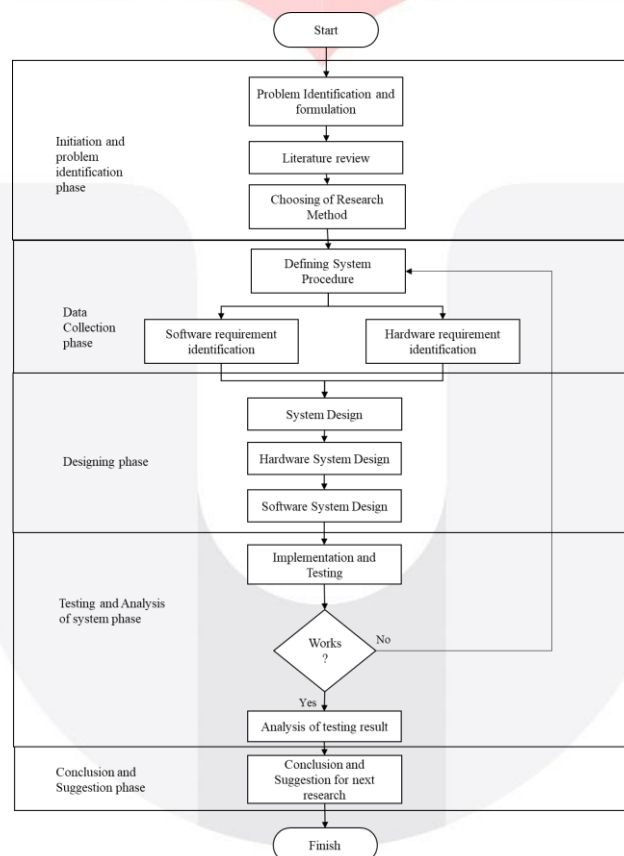 Start
Problem Identification and
formulation
Initiation and
problem
identification
phase
Literature review
Choosing of Research
Method
Defining System
Procedure
Data
Collection
phase
Software requirement
identification
Hardware requirement
identification
System Design
Designing phase
Hardware System Design
Software System Design
Implementation and
Testing
Testing and Analysis
of system phase
Works
?
No
Yes
Analysis of testing result
Conclusion and
Suggestion phase
Conclusion and
Suggestion for next
research
Finish